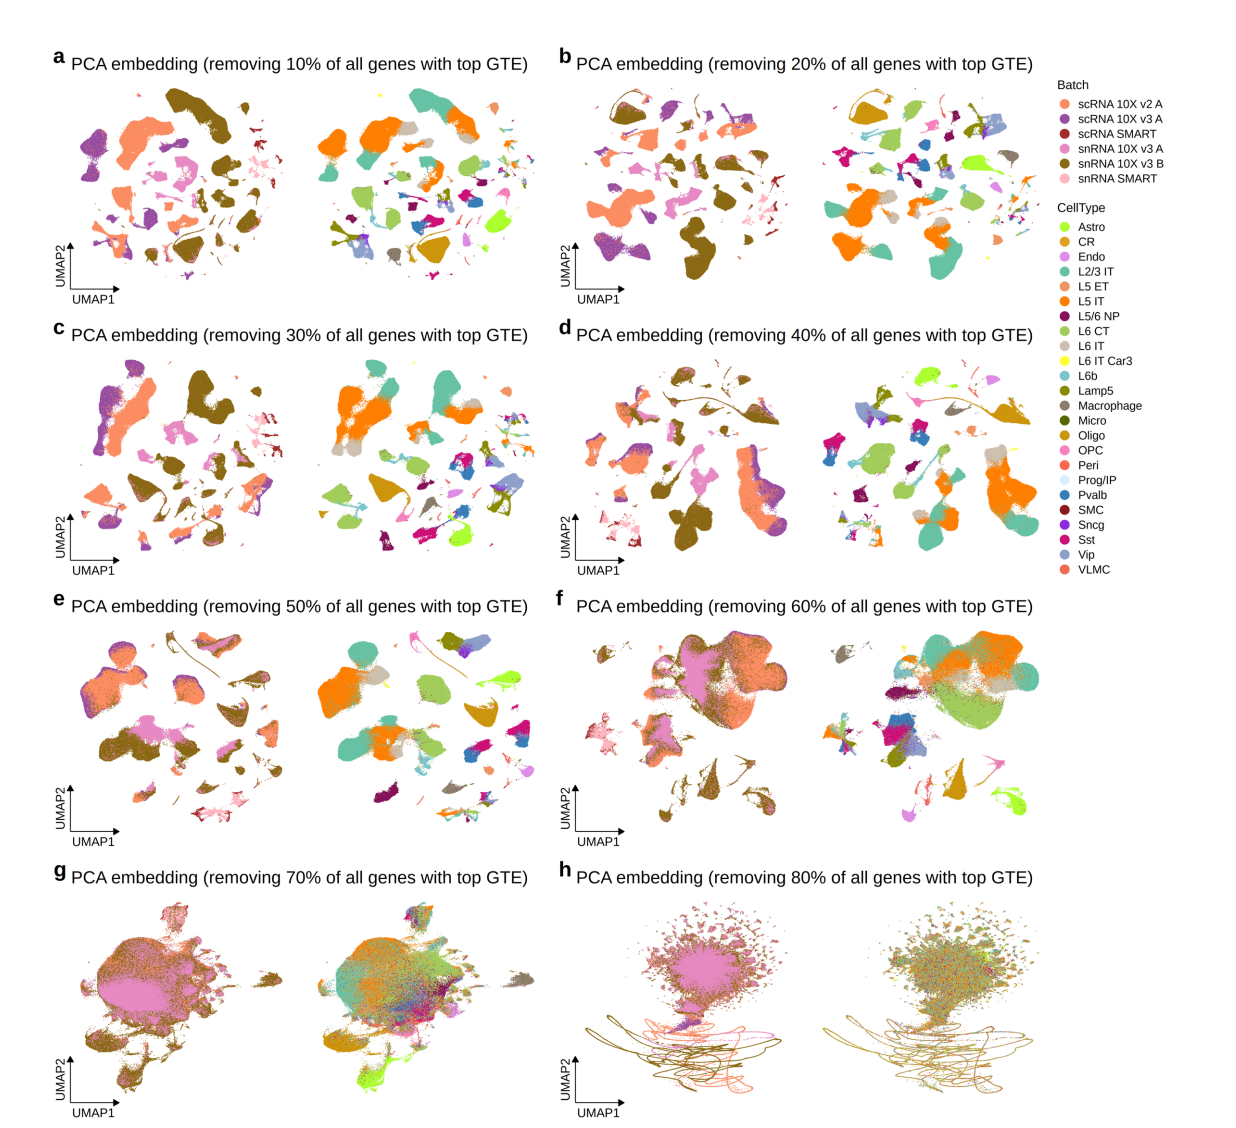 a PCA embedding (removing 10% of all genes with top GTE)
UMAP2
UMAP1
b PCA embedding (removing 20% of all genes with top GTE)
UMAP2
UMAP1
Batch
scRNA 10X v2 A
scRNA 10X v3 A
scRNA SMART
snRNA 10X v3 A
snRNA 10X v3 B
snRNA SMART
CellType
Astro
CR
Endo
L2/3 IT
L5 ET
L5 IT
L5/6 NP
L6 CT
L6 IT
L6 IT Car3
L6b
Lamp5
Macrophage
Micro
Oligo
OPC
Peri
Prog/IP
Pvalb
SMC
Sncg
Sst
Vip
VLMC
c PCA embedding (removing 30% of all genes with top GTE)
UMAP2
UMAP1
d PCA embedding (removing 40% of all genes with top GTE)
UMAP2
UMAP1
e PCA embedding (removing 50% of all genes with top GTE)
UMAP2
UMAP1
f PCA embedding (removing 60% of all genes with top GTE)
UMAP2
UMAP1
g PCA embedding (removing 70% of all genes with top GTE)
UMAP2
UMAP1
h PCA embedding (removing 80% of all genes with top GTE)
UMAP2
UMAP1